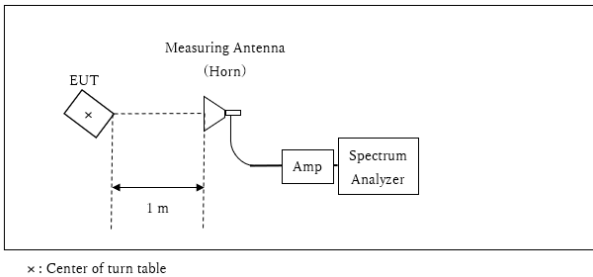 Measuring Antenna
(Horn)
EUT
×
Amp
Spectrum
Analyzer
1 m
× : Center of turn table